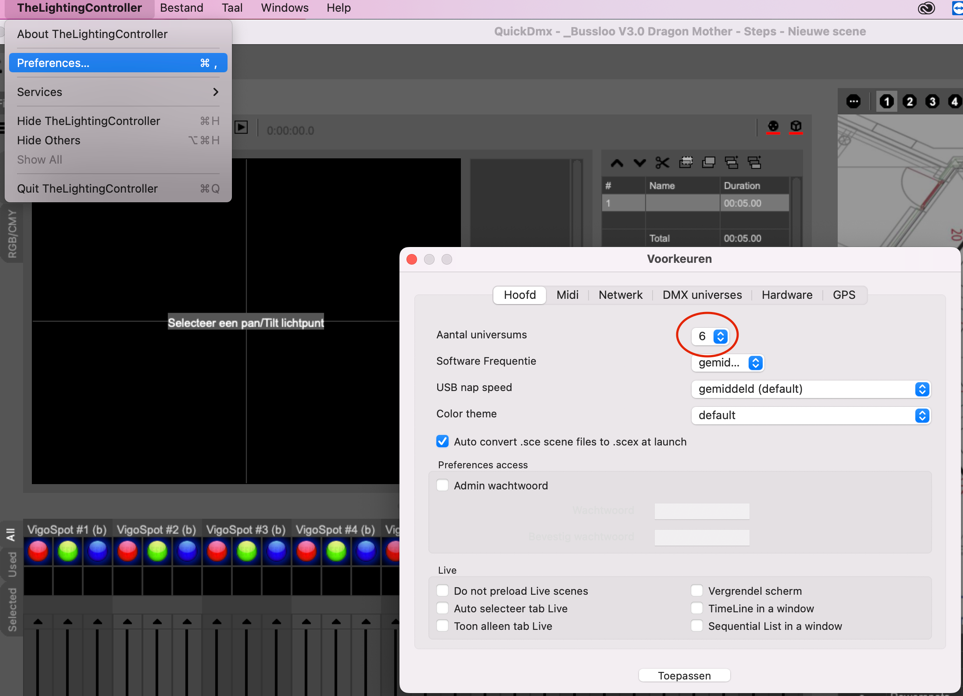 TheLightingController Bestand Taal Windows Help
About TheLightingController
QuickDmx - _Bussloo V3.0 Dragon Mother - Steps - Nieuwe scene
Preferences... ⌘ ,
Services
1 2 3 4
Hide TheLightingController ⌘H
0:00:00.0
Hide Others ⌥⌘H
Show All
Quit TheLightingController ⌘Q
# Name Duration
1 00:05.00
Total 00:05.00
RGB/CMY
20
Selecteer een pan/Tilt lichtpunt
Voorkeuren
Hoofd Midi Netwerk DMX universes Hardware GPS
Aantal universums 6
Software Frequentie gemid...
USB nap speed gemiddeld (default)
Color theme default
Auto convert .sce scene files to .scex at launch
Preferences access
Admin wachtwoord
Live
Do not preload Live scenes Vergrendel scherm
Auto selecteer tab Live TimeLine in a window
Toon alleen tab Live Sequential List in a window
Toepassen
All
Used
Selected
VigoSpot #1 (b) VigoSpot #2 (b) VigoSpot #3 (b) VigoSpot #4 (b)